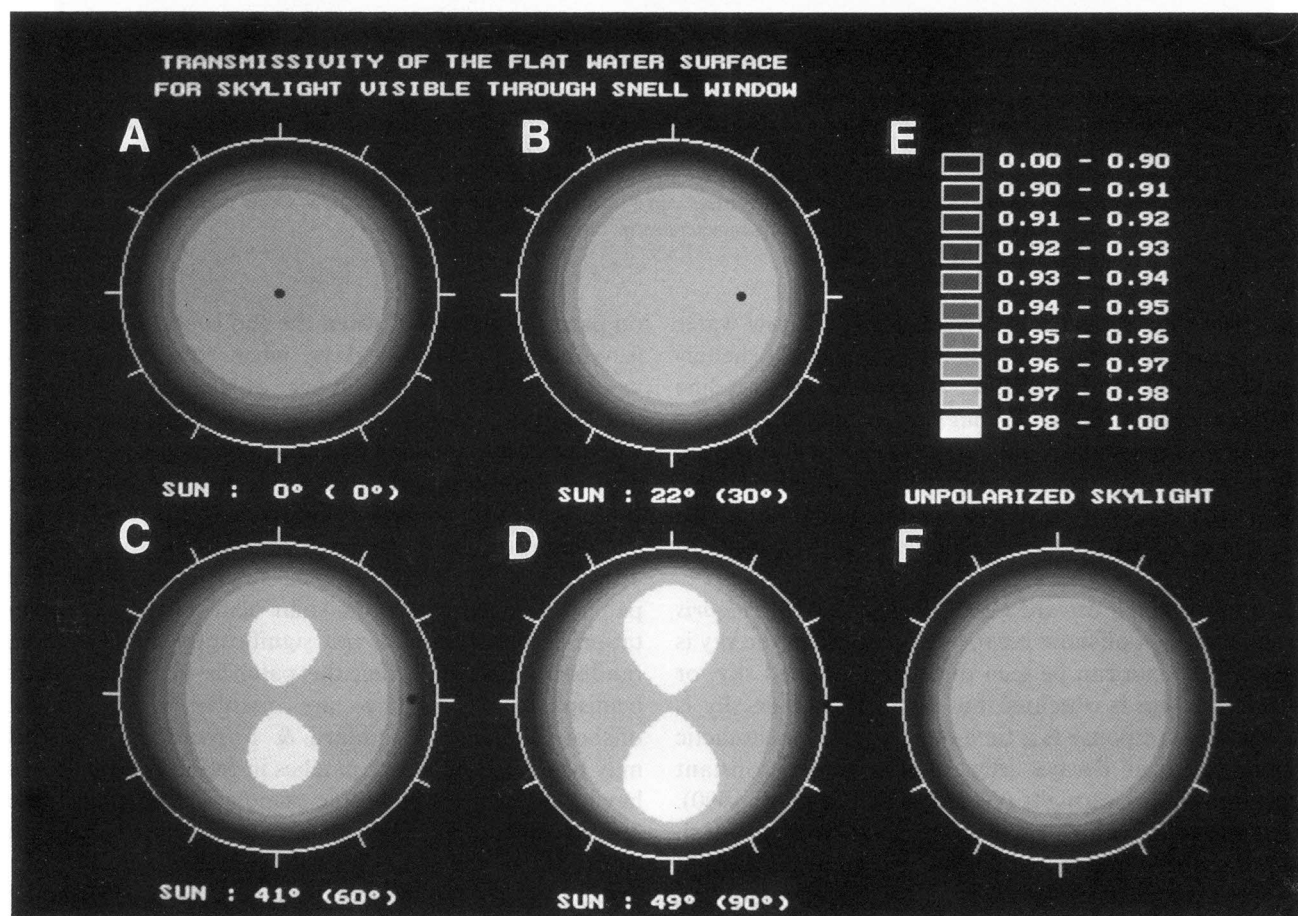 TRANSMISSIVITY OF THE FLAT WATER SURFACE
FOR SKYLIGHT VISIBLE THROUGH SNELL WINDOW
A
B
E
0.00 - 0.90
0.90 - 0.91
0.91 - 0.92
0.92 - 0.93
0.93 - 0.94
0.94 - 0.95
0.95 - 0.96
0.96 - 0.97
0.97 - 0.98
0.98 - 1.00
SUN : 0° ( 0°)
SUN : 22° (30°)
UNPOLARIZED SKYLIGHT
C
D
F
SUN : 41° (60°)
SUN : 49° (90°)